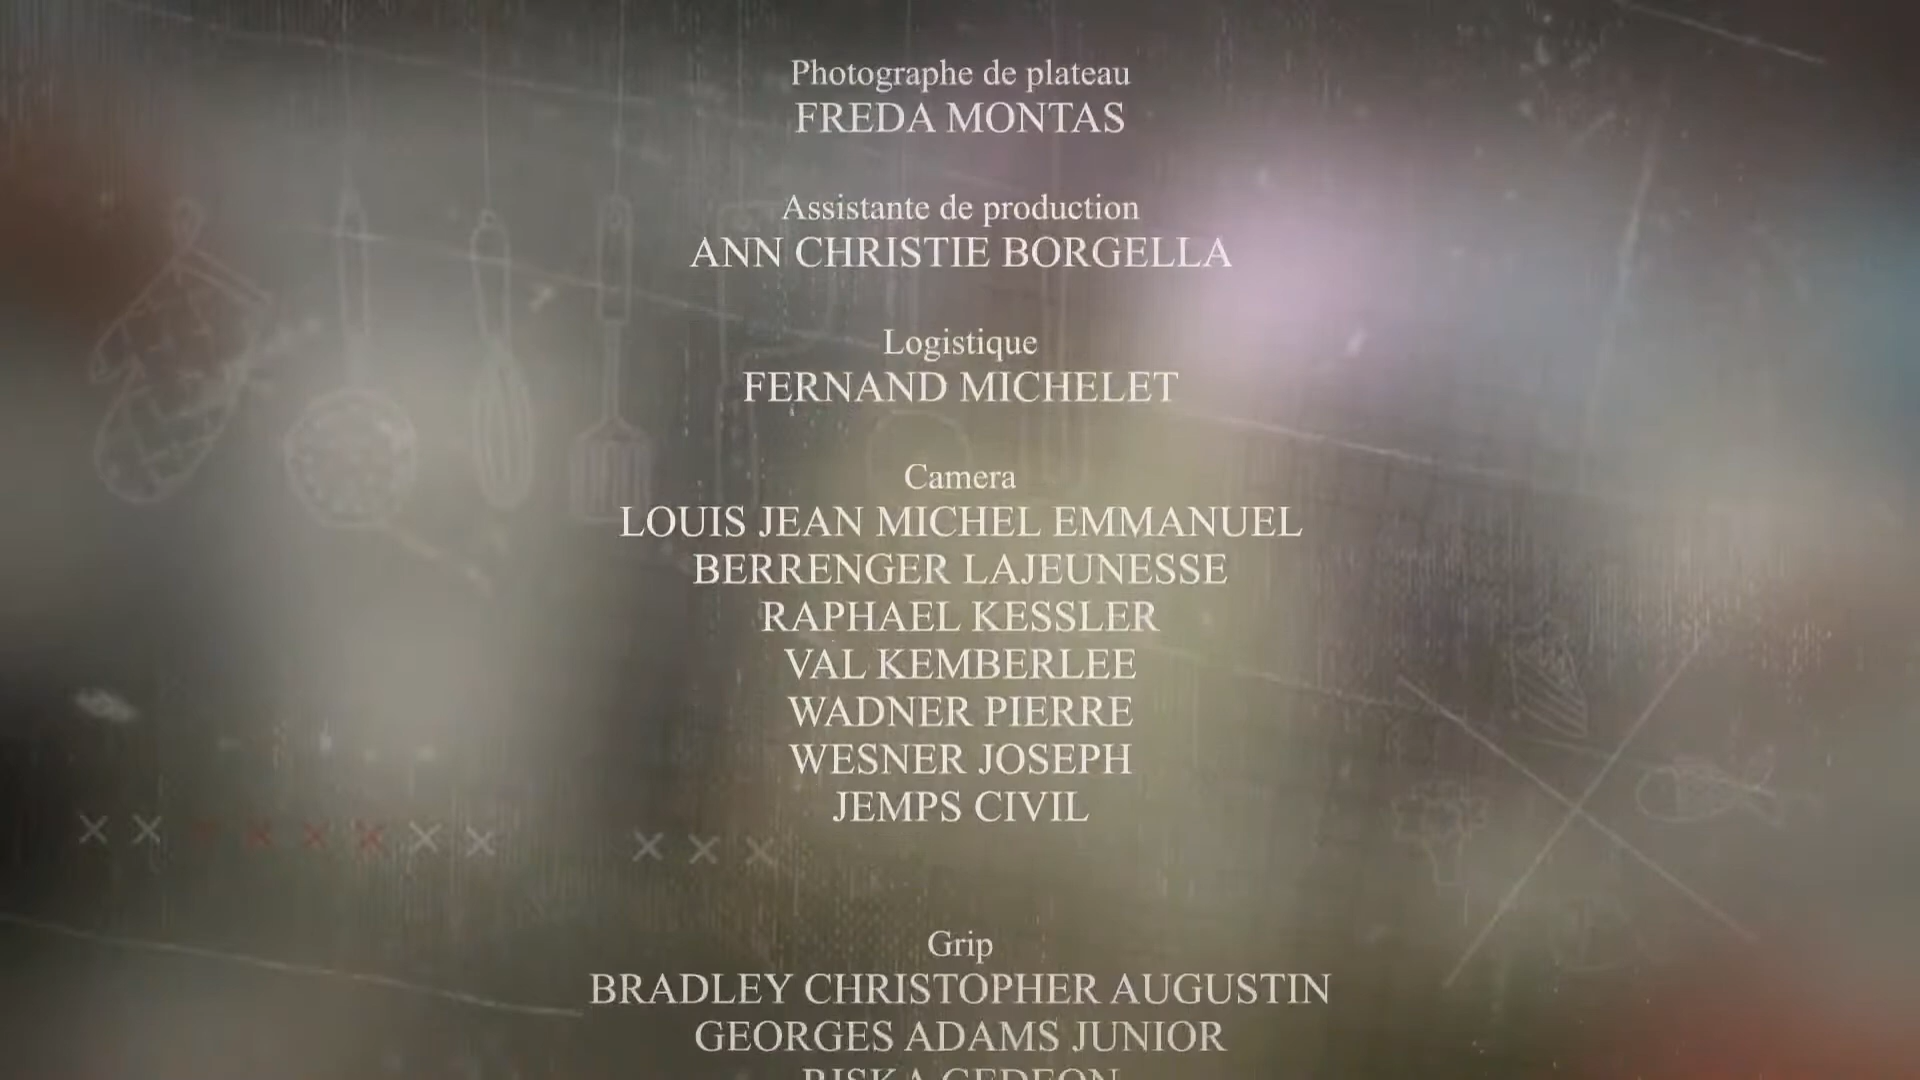 Photographe de plateau
FREDA MONTAS
Assistante de production
ANN CHRISTIE BORGELLA
Logistique
FERNAND MICHELET
Camera
LOUIS JEAN MICHEL EMMANUEL
BERRENGER LAJEUNESSE
RAPHAEL KESSLER
VAL KEMBERLEE
WADNER PIERRE
WESNER JOSEPH
JEMPS CIVIL
Grip
BRADLEY CHRISTOPHER AUGUSTIN
GEORGES ADAMS JUNIOR